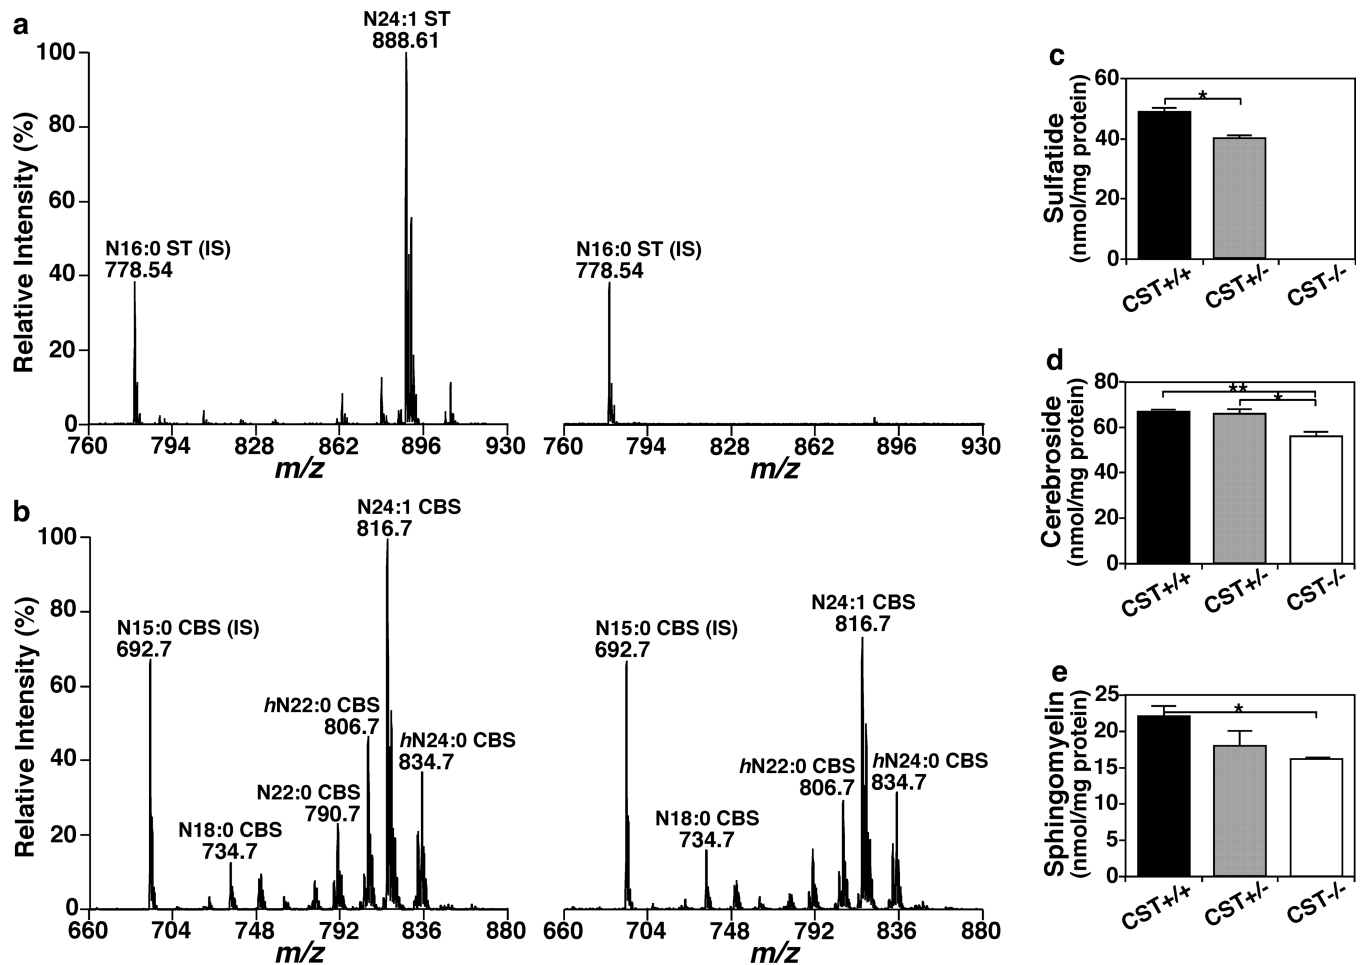 a
N24:1 ST
888.61
100
80
60
40
20
0
Relative Intensity (%)
N16:0 ST (IS)
778.54
760 794 828 862 896 930
m/z
N16:0 ST (IS)
778.54
760 794 828 862 896 930
m/z
b
N24:1 CBS
816.7
100
80
60
40
20
0
Relative Intensity (%)
N15:0 CBS (IS)
692.7
hN22:0 CBS
806.7
hN24:0 CBS
834.7
N22:0 CBS
790.7
N18:0 CBS
734.7
660 704 748 792 836 880
m/z
N24:1 CBS
816.7
N15:0 CBS (IS)
692.7
hN22:0 CBS
806.7
hN24:0 CBS
834.7
N18:0 CBS
734.7
660 704 748 792 836 880
m/z
c
Sulfatide
(nmol/mg protein)
60
40
20
0
*
CST+/+ CST+/- CST-/-
d
Cerebroside
(nmol/mg protein)
80
60
40
20
0
**
*
CST+/+ CST+/- CST-/-
e
Sphingomyelin
(nmol/mg protein)
25
20
15
10
5
0
*
CST+/+ CST+/- CST-/-